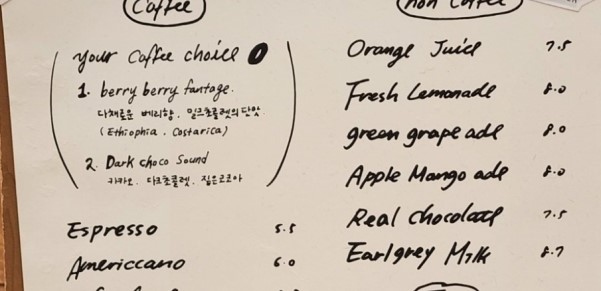 Coffee
Your Coffee choice
1. berry berry fantage.
다채로운 베리향, 밀크초콜렛의 단맛
(Ethiophia. Costarica)
2. Dark choco Sound
카카오. 다크초콜렛. 짙은코코아
Espresso 5.5
Americcano 6.0
non Coffee
Orange Juice 7.5
Fresh Lemonade 8.0
green grape ade 8.0
Apple Mango ade 8.0
Real chocolate 7.5
Earlgrey Milk 8.7